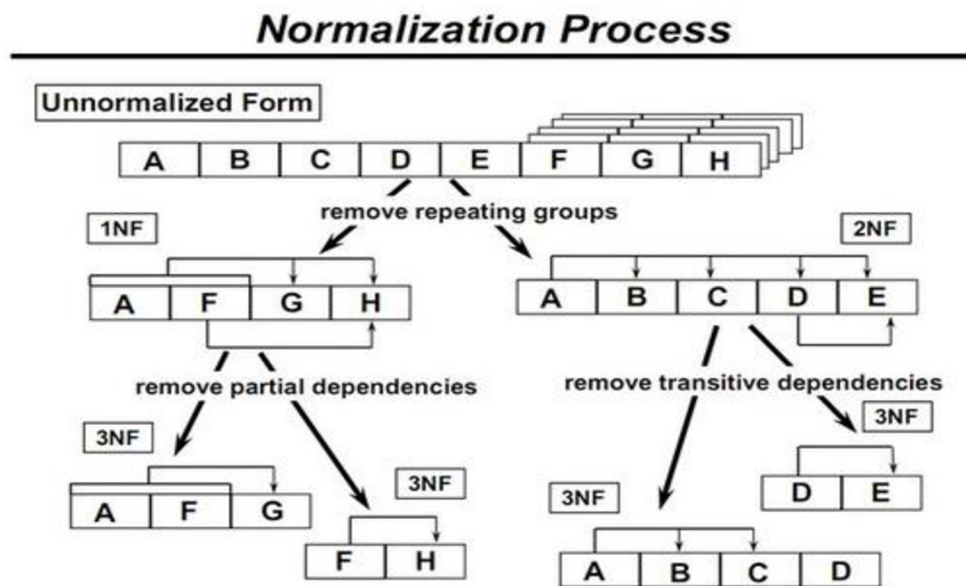 Normalization Process
Unnormalized Form
A B C D E F G H
remove repeating groups
1NF
2NF
A F G H
A B C D E
remove partial dependencies
remove transitive dependencies
3NF
3NF
A F G
D E
3NF
3NF
F H
A B C D